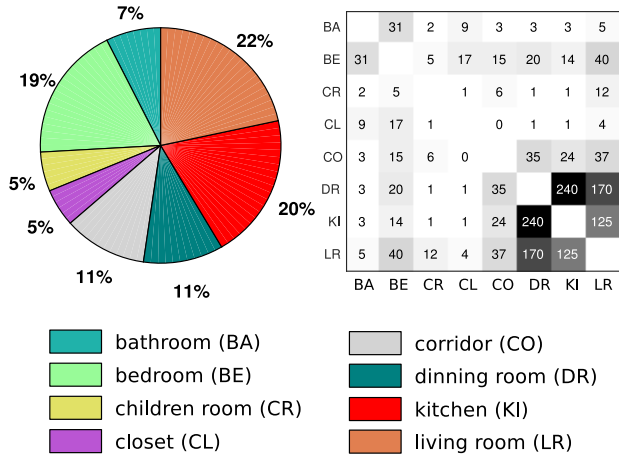 7%
22%
19%
5%
5%
11%
11%
20%
BA 31 2 9 3 3 3 5
BE 31 5 17 15 20 14 40
CR 2 5 1 6 1 1 12
CL 9 17 1 0 1 1 4
CO 3 15 6 0 35 24 37
DR 3 20 1 1 35 240 170
KI 3 14 1 1 24 240 125
LR 5 40 12 4 37 170 125
BA BE CR CL CO DR KI LR
bathroom (BA)
bedroom (BE)
children room (CR)
closet (CL)
corridor (CO)
dinning room (DR)
kitchen (KI)
living room (LR)